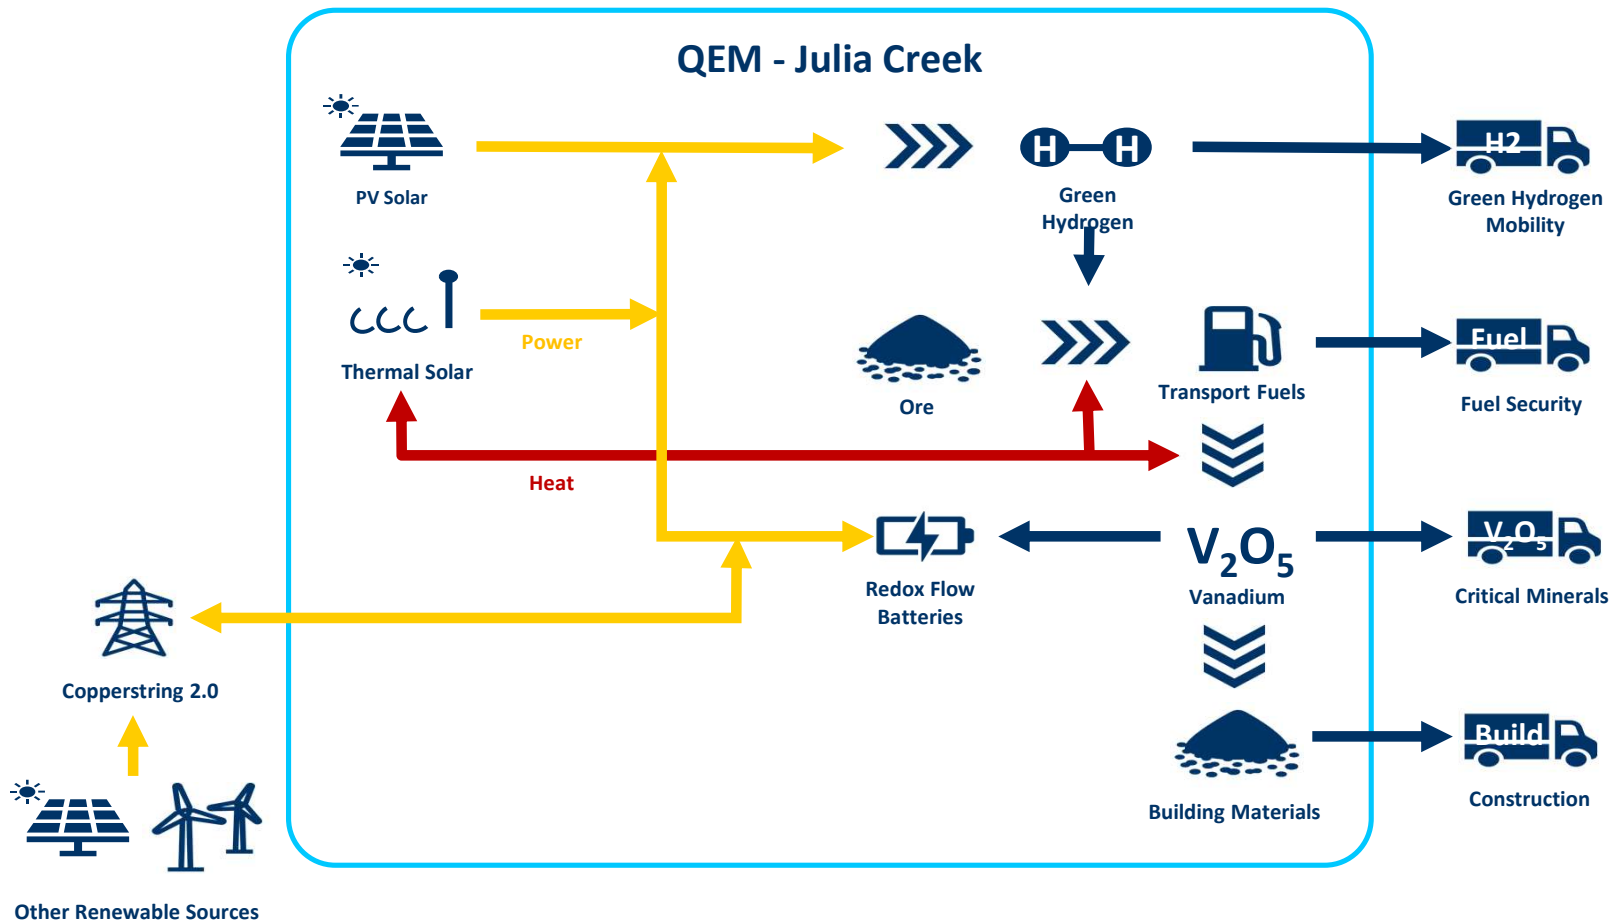 QEM - Julia Creek
PV Solar
H H
Green
Hydrogen
H2
Green Hydrogen
Mobility
Thermal Solar
Power
Ore
Transport Fuels
Fuel
Fuel Security
Heat
Redox Flow
Batteries
V₂O₅
Vanadium
V₂O₅
Critical Minerals
Copperstring 2.0
Building Materials
Build
Construction
Other Renewable Sources